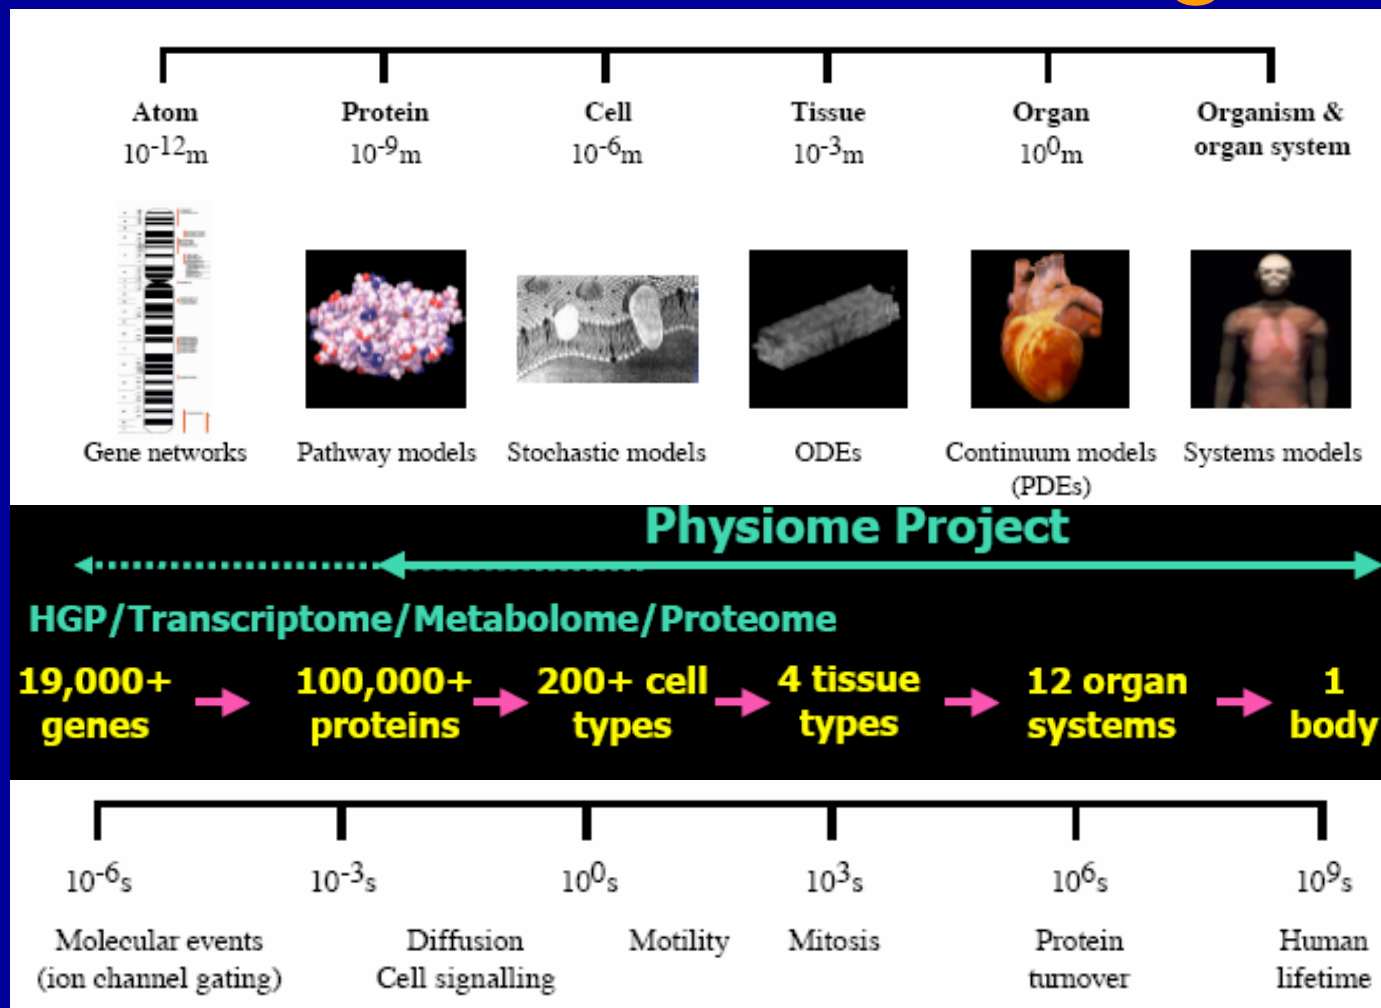 Atom Protein Cell Tissue Organ Organism &
10-12m 10-9m 10-6m 10-3m 100m organ system
Gene networks Pathway models Stochastic models ODEs Continuum models Systems models
(PDEs)
Physiome Project
HGP/Transcriptome/Metabolome/Proteome
19,000+ 100,000+ 200+ cell 4 tissue 12 organ 1
genes proteins types types systems body
10-6s 10-3s 100s 103s 106s 109s
Molecular events Diffusion Motility Mitosis Protein Human
(ion channel gating) Cell signalling turnover lifetime